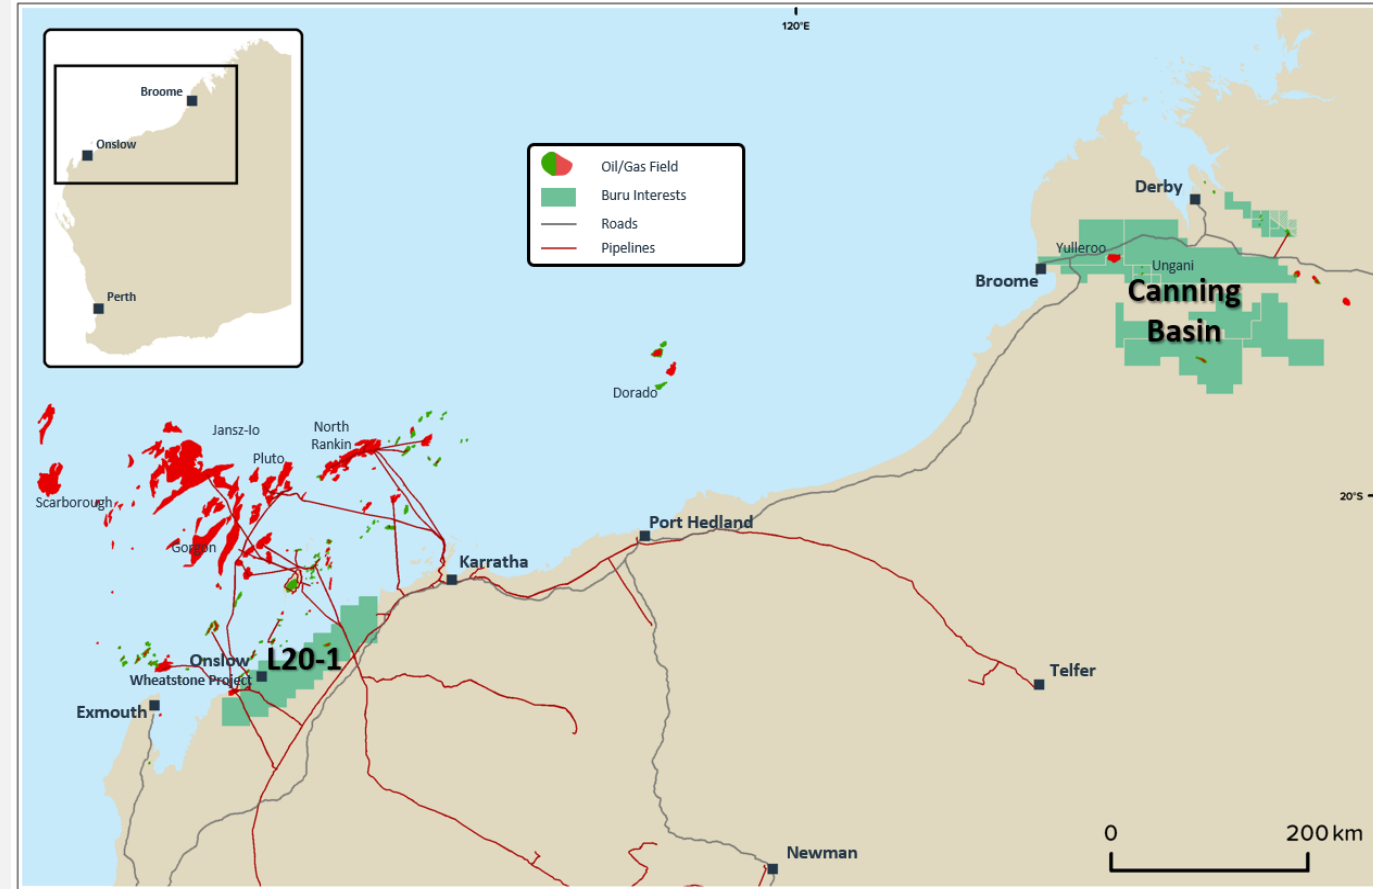 120°E
Broome
Onslow
Perth
Oil/Gas Field
Buru Interests
Roads
Pipelines
Derby
Yulleroo
Ungani
Broome
Canning
Basin
Dorado
Jansz-Io
North
Rankin
Pluto
Scarborough
20°S
Gorgon
Port Hedland
Karratha
Onslow
L20-1
Wheatstone Project
Telfer
Exmouth
0 200 km
Newman